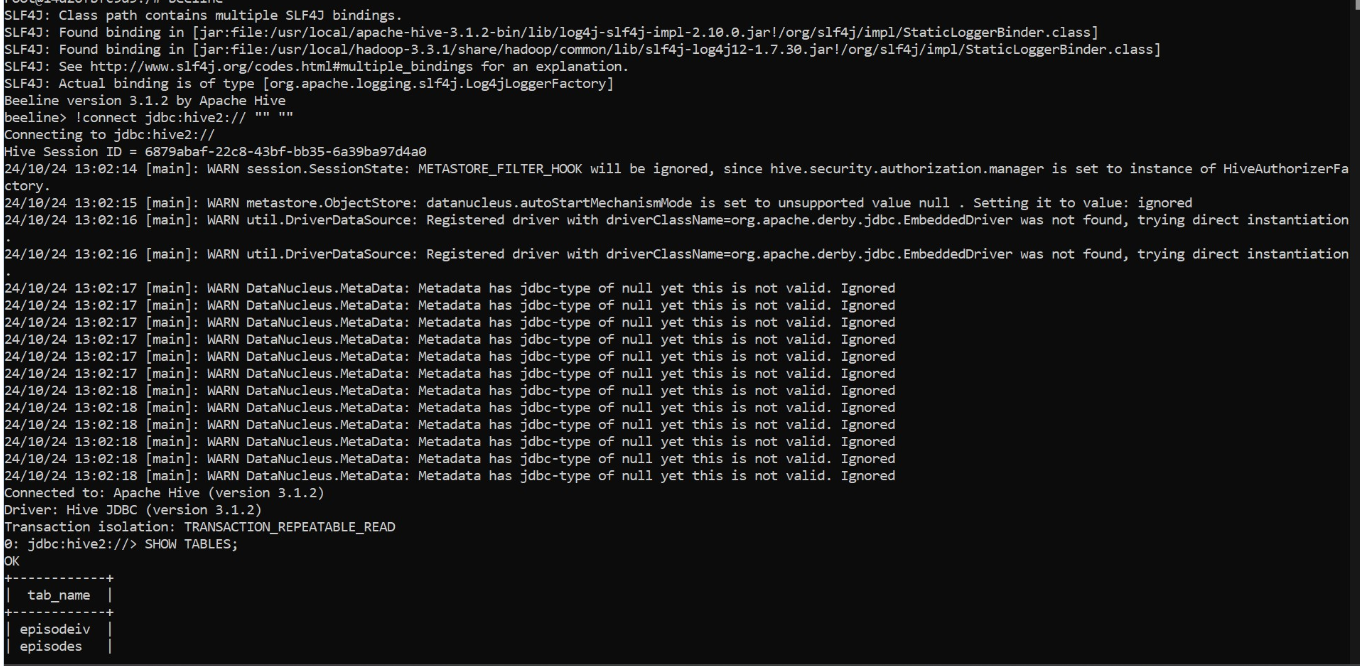 SLF4J: Class path contains multiple SLF4J bindings.
SLF4J: Found binding in [jar:file:/usr/local/apache-hive-3.1.2-bin/lib/log4j-slf4j-impl-2.10.0.jar!/org/slf4j/impl/StaticLoggerBinder.class]
SLF4J: Found binding in [jar:file:/usr/local/hadoop-3.3.1/share/hadoop/common/lib/slf4j-log4j12-1.7.30.jar!/org/slf4j/impl/StaticLoggerBinder.class]
SLF4J: See http://www.slf4j.org/codes.html#multiple_bindings for an explanation.
SLF4J: Actual binding is of type [org.apache.logging.slf4j.Log4jLoggerFactory]
Beeline version 3.1.2 by Apache Hive
beeline> !connect jdbc:hive2:// "" ""
Connecting to jdbc:hive2://
Hive Session ID = 6879abaf-22c8-43bf-bb35-6a39ba97d4a0
24/10/24 13:02:14 [main]: WARN session.SessionState: METASTORE_FILTER_HOOK will be ignored, since hive.security.authorization.manager is set to instance of HiveAuthorizerFa
ctory.
24/10/24 13:02:15 [main]: WARN metastore.ObjectStore: datanucleus.autoStartMechanismMode is set to unsupported value null . Setting it to value: ignored
24/10/24 13:02:16 [main]: WARN util.DriverDataSource: Registered driver with driverClassName=org.apache.derby.jdbc.EmbeddedDriver was not found, trying direct instantiation
.
24/10/24 13:02:16 [main]: WARN util.DriverDataSource: Registered driver with driverClassName=org.apache.derby.jdbc.EmbeddedDriver was not found, trying direct instantiation
.
24/10/24 13:02:17 [main]: WARN DataNucleus.MetaData: Metadata has jdbc-type of null yet this is not valid. Ignored
24/10/24 13:02:17 [main]: WARN DataNucleus.MetaData: Metadata has jdbc-type of null yet this is not valid. Ignored
24/10/24 13:02:17 [main]: WARN DataNucleus.MetaData: Metadata has jdbc-type of null yet this is not valid. Ignored
24/10/24 13:02:17 [main]: WARN DataNucleus.MetaData: Metadata has jdbc-type of null yet this is not valid. Ignored
24/10/24 13:02:17 [main]: WARN DataNucleus.MetaData: Metadata has jdbc-type of null yet this is not valid. Ignored
24/10/24 13:02:17 [main]: WARN DataNucleus.MetaData: Metadata has jdbc-type of null yet this is not valid. Ignored
24/10/24 13:02:18 [main]: WARN DataNucleus.MetaData: Metadata has jdbc-type of null yet this is not valid. Ignored
24/10/24 13:02:18 [main]: WARN DataNucleus.MetaData: Metadata has jdbc-type of null yet this is not valid. Ignored
24/10/24 13:02:18 [main]: WARN DataNucleus.MetaData: Metadata has jdbc-type of null yet this is not valid. Ignored
24/10/24 13:02:18 [main]: WARN DataNucleus.MetaData: Metadata has jdbc-type of null yet this is not valid. Ignored
24/10/24 13:02:18 [main]: WARN DataNucleus.MetaData: Metadata has jdbc-type of null yet this is not valid. Ignored
24/10/24 13:02:18 [main]: WARN DataNucleus.MetaData: Metadata has jdbc-type of null yet this is not valid. Ignored
Connected to: Apache Hive (version 3.1.2)
Driver: Hive JDBC (version 3.1.2)
Transaction isolation: TRANSACTION_REPEATABLE_READ
0: jdbc:hive2://> SHOW TABLES;
OK
+------------+
|  tab_name  |
+------------+
| episodeiv  |
| episodes   |